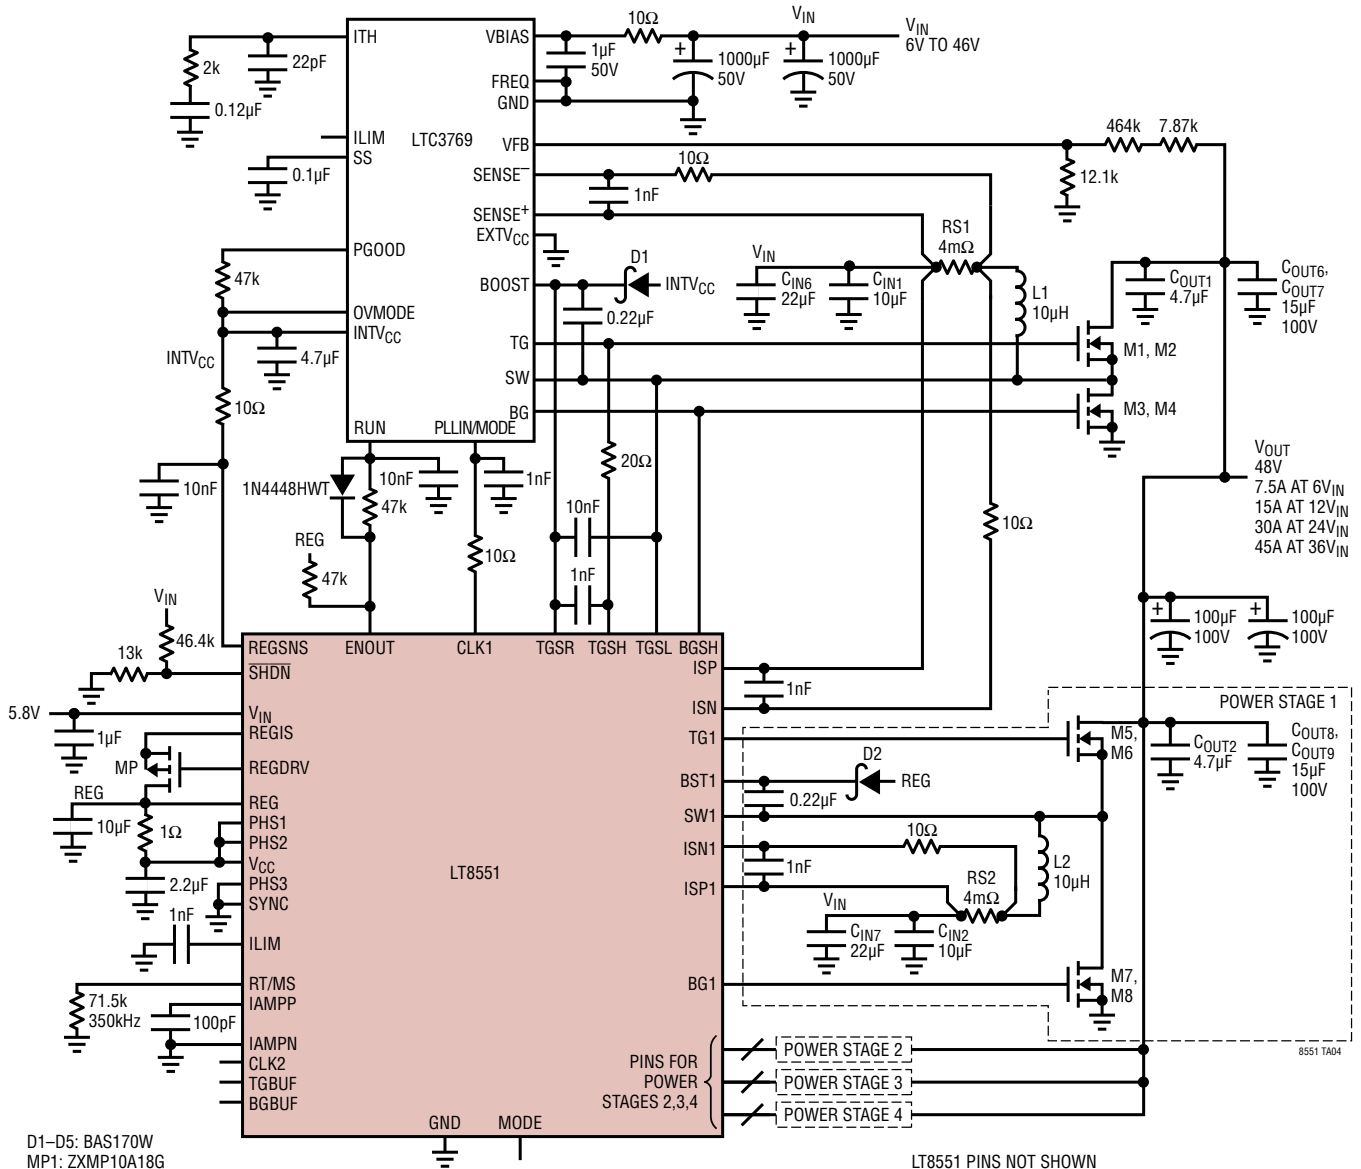 ITH
2k
22pF
0.12µF
ILIM
SS
0.1µF
LTC3769
PGOOD
47k
OVMODE
INTVCC
INTVCC
4.7µF
10Ω
10nF
RUN
PLLIN/MODE
VBIAS
FREQ
GND
VFB
SENSE–
SENSE+
EXTVCC
BOOST
TG
SW
BG
10Ω
1µF
50V
+
1000µF
50V
VIN
+
1000µF
50V
VIN
6V TO 46V
464k
7.87k
12.1k
10Ω
1nF
D1
INTVCC
0.22µF
VIN
CIN6
22µF
CIN1
10µF
RS1
4mΩ
L1
10µH
COUT1
4.7µF
COUT6,
COUT7
15µF
100V
M1, M2
M3, M4
1N4448HWT
10nF
47k
1nF
10Ω
REG
47k
20Ω
10nF
1nF
10Ω
VOUT
48V
7.5A AT 6VIN
15A AT 12VIN
30A AT 24VIN
45A AT 36VIN
+
100µF
100V
+
100µF
100V
VIN
46.4k
13k
5.8V
1µF
MP
REG
10µF
1Ω
2.2µF
1nF
71.5k
350kHz
100pF
REGSNS
SHDN
VIN
REGIS
REGDRV
REG
PHS1
PHS2
VCC
PHS3
SYNC
ILIM
RT/MS
IAMPP
IAMPN
CLK2
TGBUF
BGBUF
ENOUT
CLK1
TGSR
TGSH
TGSL
BGSH
LT8551
GND
MODE
ISP
ISN
TG1
BST1
SW1
ISN1
ISP1
BG1
PINS FOR
POWER
STAGES 2,3,4
1nF
POWER STAGE 1
D2
REG
0.22µF
10Ω
1nF
RS2
4mΩ
L2
10µH
VIN
CIN7
22µF
CIN2
10µF
M5,
M6
COUT2
4.7µF
COUT8,
COUT9
15µF
100V
M7,
M8
8551 TA04
POWER STAGE 2
POWER STAGE 3
POWER STAGE 4
D1–D5: BAS170W
MP1: ZXMP10A18G
LT8551 PINS NOT SHOWN